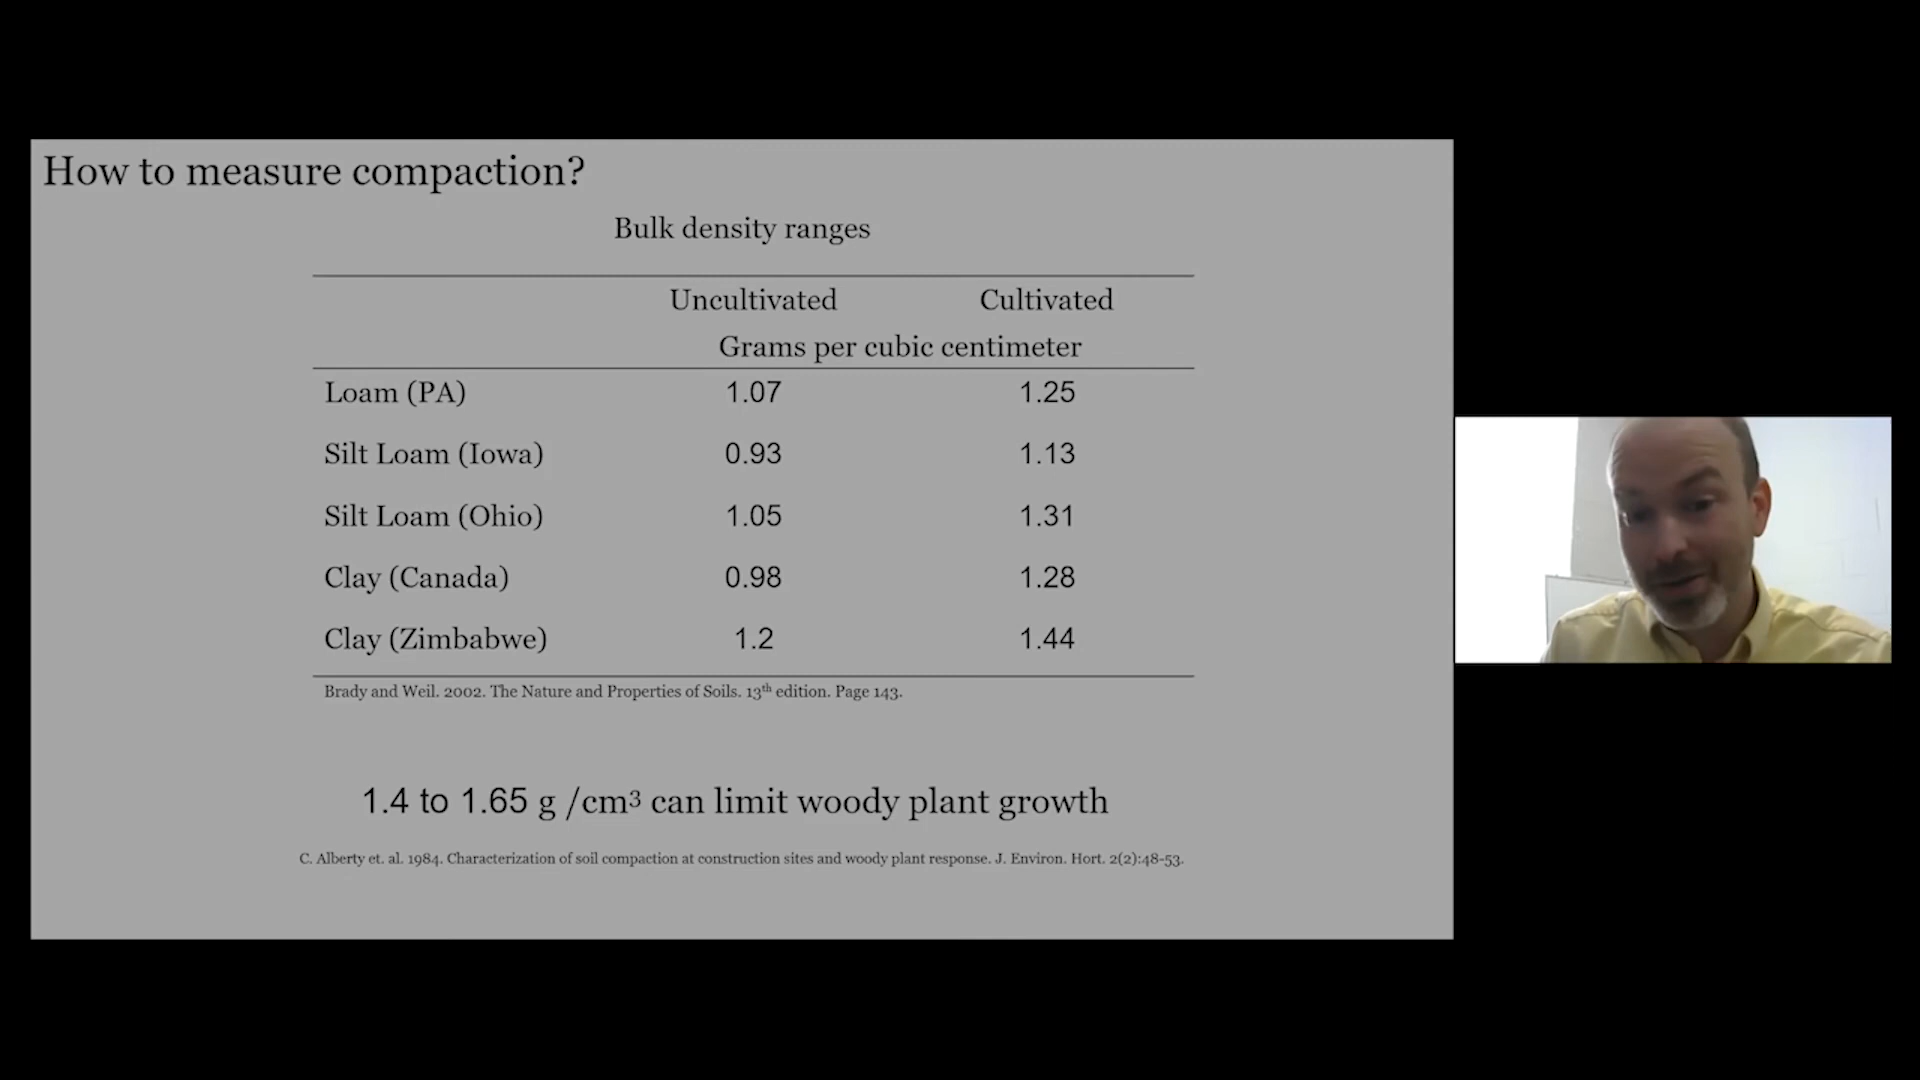 How to measure compaction?
Bulk density ranges
Uncultivated Cultivated
Grams per cubic centimeter
Loam (PA) 1.07 1.25
Silt Loam (Iowa) 0.93 1.13
Silt Loam (Ohio) 1.05 1.31
Clay (Canada) 0.98 1.28
Clay (Zimbabwe) 1.2 1.44
Brady and Weil. 2002. The Nature and Properties of Soils. 13th edition. Page 143.
1.4 to 1.65 g /cm3 can limit woody plant growth
C. Alberty et. al. 1984. Characterization of soil compaction at construction sites and woody plant response. J. Environ. Hort. 2(2):48-53.